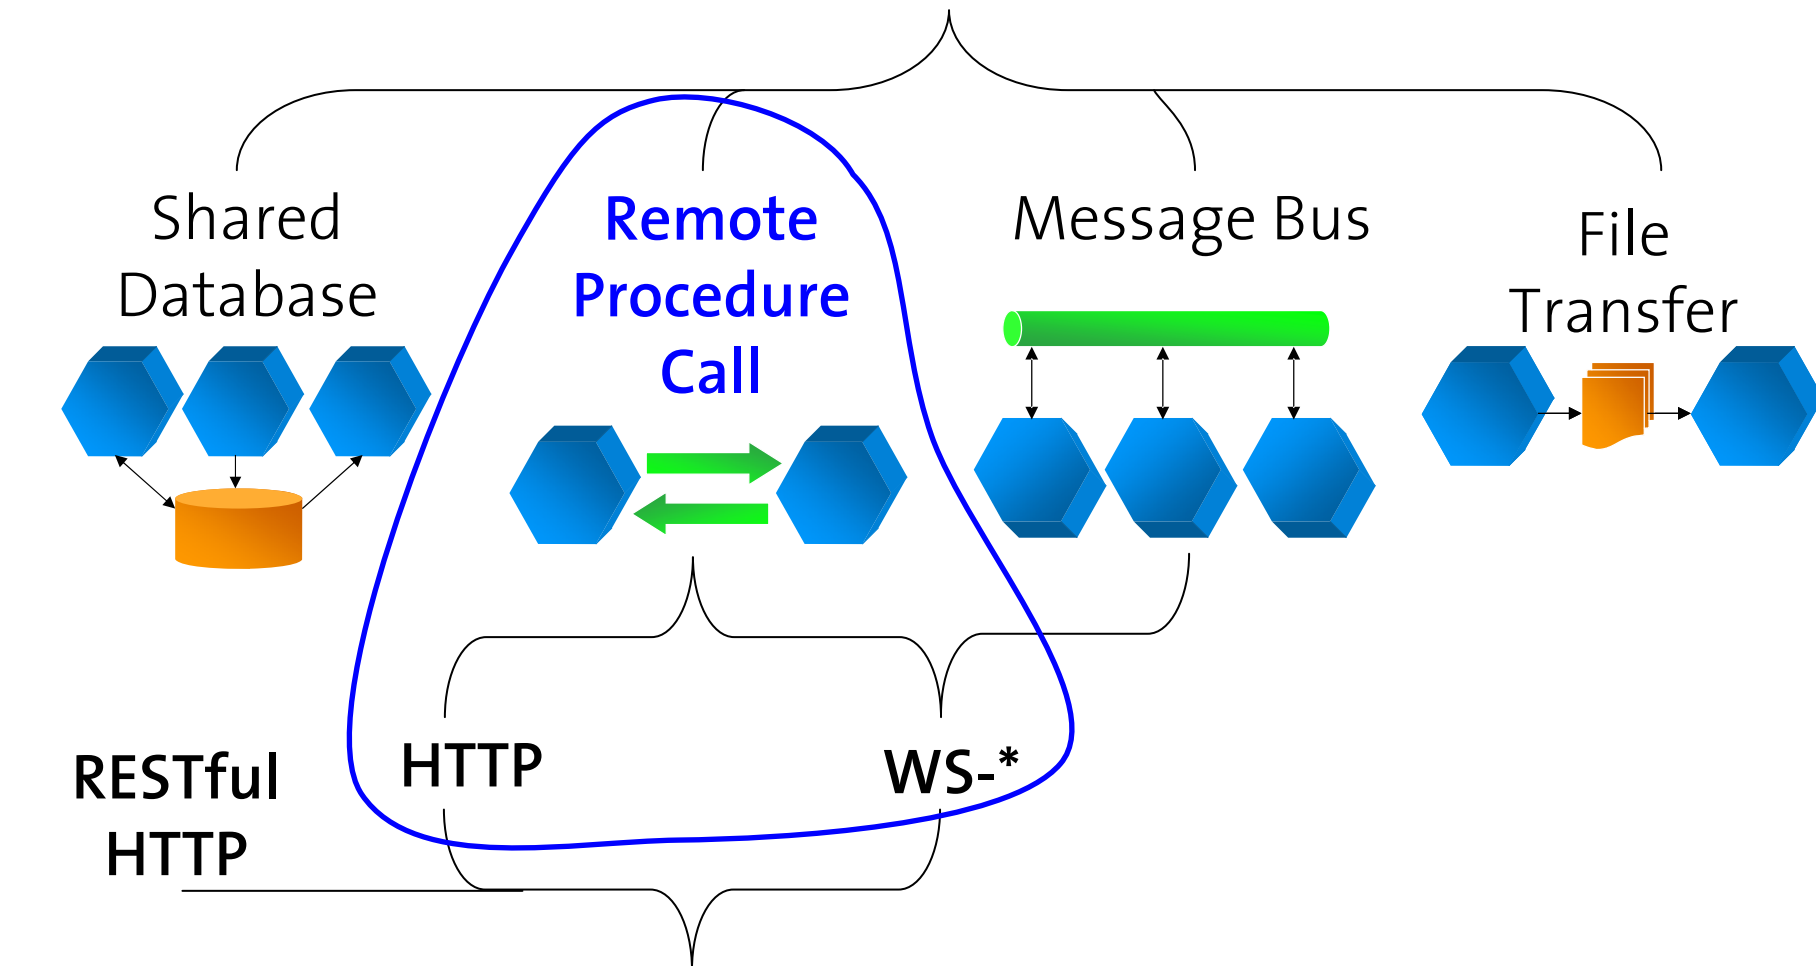 Shared
Database
Remote
Procedure
Call
Message Bus
File
Transfer
RESTful
HTTP
HTTP
WS-*